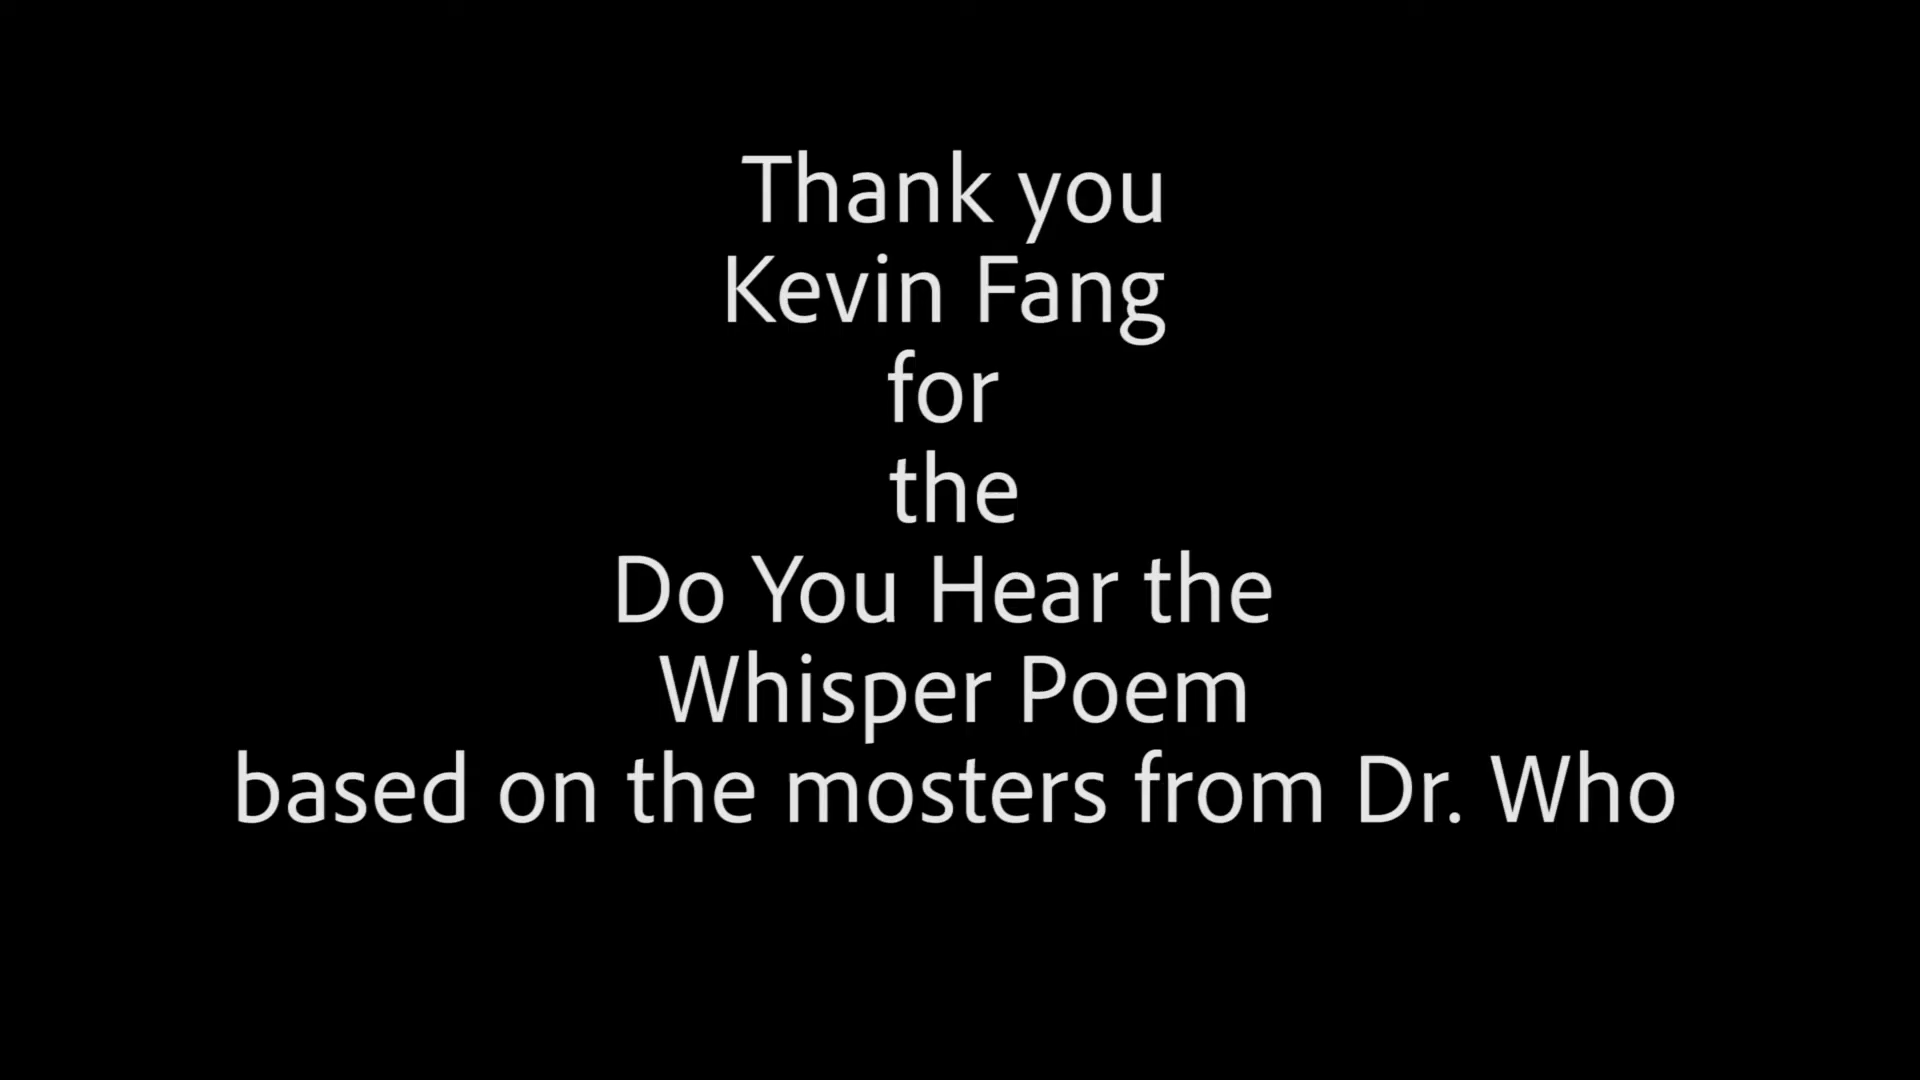 Thank you
Kevin Fang
for
the
Do You Hear the
Whisper Poem
based on the mosters from Dr. Who